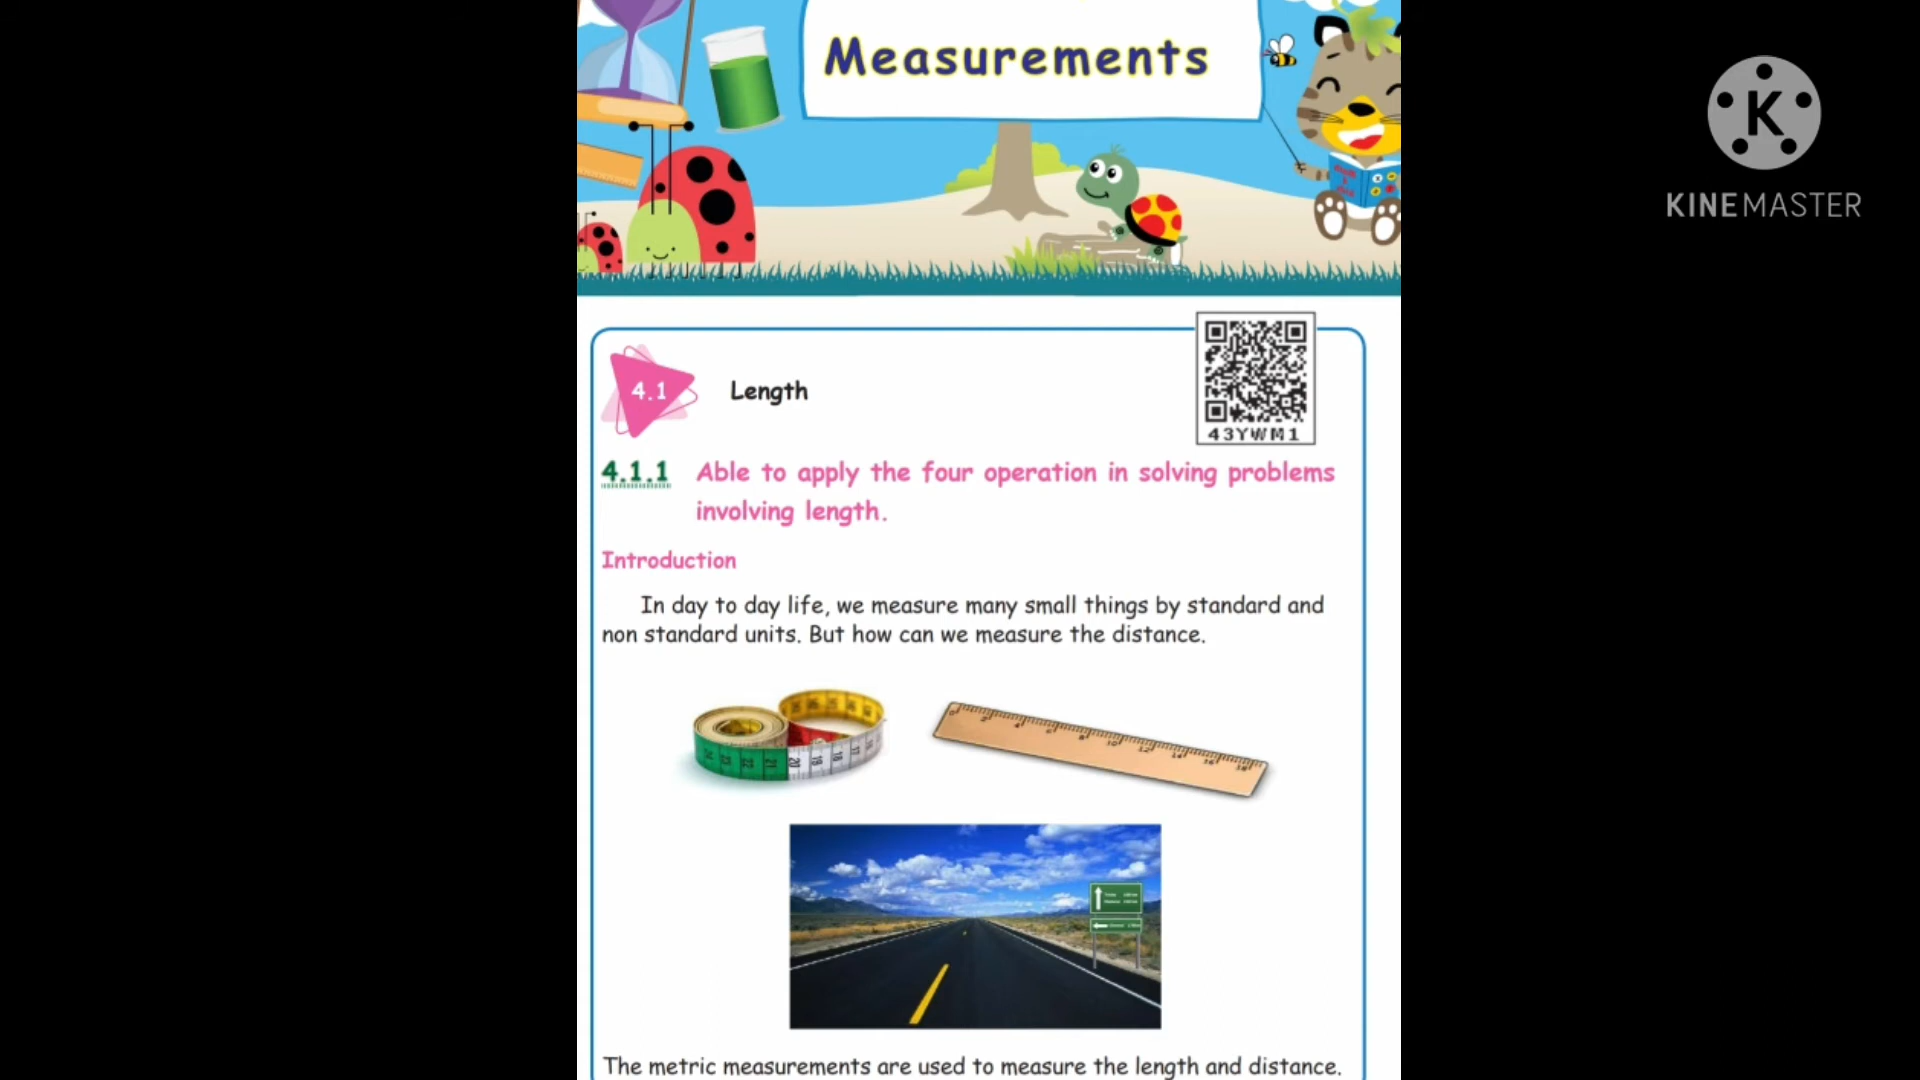 Measurements
K
KINEMASTER
4.1
Length
43YWM1
4.1.1 Able to apply the four operation in solving problems
involving length.
Introduction
In day to day life, we measure many small things by standard and
non standard units. But how can we measure the distance.
The metric measurements are used to measure the length and distance.